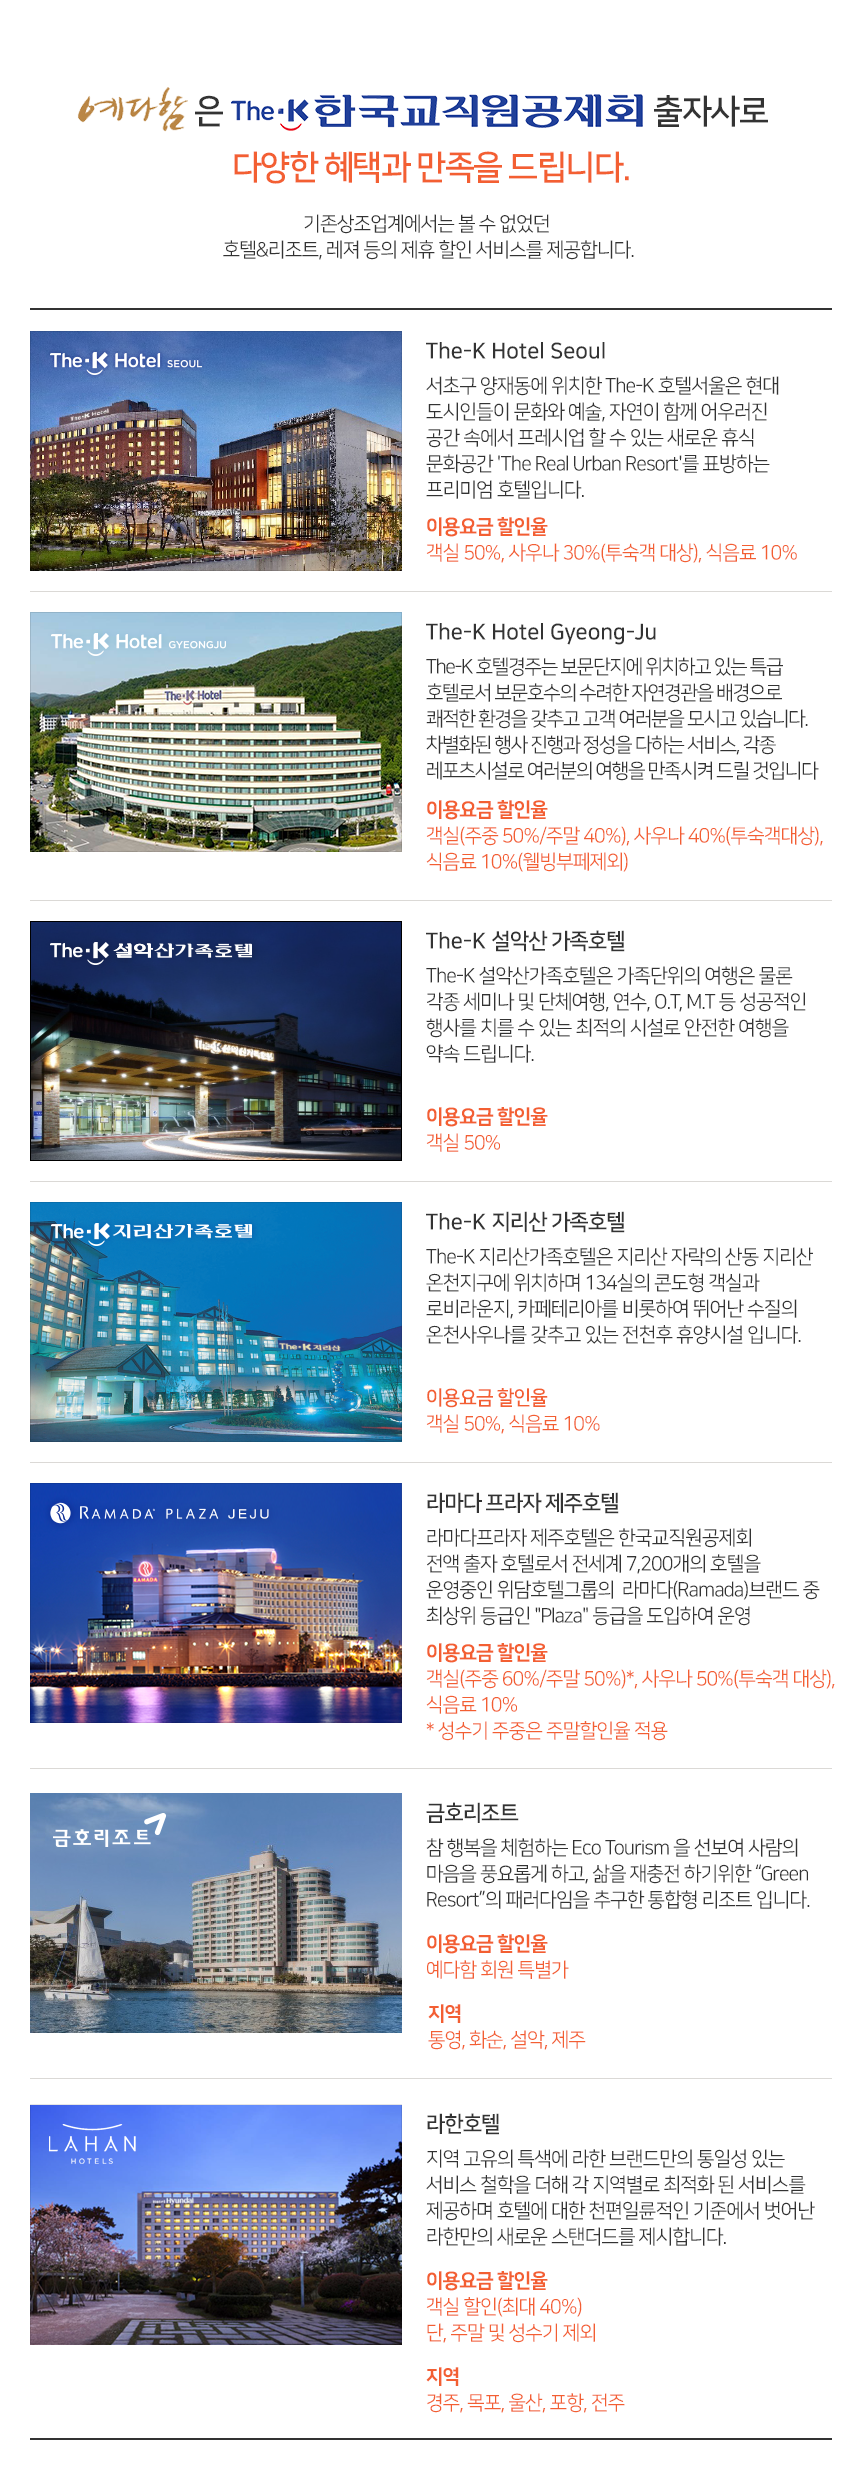 예다함은 The-K한국교직원공제회 출자사로
다양한 혜택과 만족을 드립니다.
기존상조업계에서는 볼 수 없었던
호텔&리조트, 레져 등의 제휴 할인 서비스를 제공합니다.
The-K Hotel SEOUL
The-K Hotel
The-K Hotel Seoul
서초구 양재동에 위치한 The-K 호텔서울은 현대
도시인들이 문화와 예술, 자연이 함께 어우러진
공간 속에서 프레시업 할 수 있는 새로운 휴식
문화공간 'The Real Urban Resort'를 표방하는
프리미엄 호텔입니다.
이용요금 할인율
객실 50%, 사우나 30%(투숙객 대상), 식음료 10%
The-K Hotel GYEONGJU
The-K Hotel
The-K Hotel Gyeong-Ju
The-K 호텔경주는 보문단지에 위치하고 있는 특급
호텔로서 보문호수의 수려한 자연경관을 배경으로
쾌적한 환경을 갖추고 고객 여러분을 모시고 있습니다.
차별화된 행사 진행과 정성을 다하는 서비스, 각종
레포츠시설로 여러분의 여행을 만족시켜 드릴 것입니다
이용요금 할인율
객실(주중 50%/주말 40%), 사우나 40%(투숙객대상),
식음료 10%(웰빙부페제외)
The-K 설악산가족호텔
The-K 설악산가족호텔
The-K 설악산 가족호텔
The-K 설악산가족호텔은 가족단위의 여행은 물론
각종 세미나 및 단체여행, 연수, O.T, M.T 등 성공적인
행사를 치를 수 있는 최적의 시설로 안전한 여행을
약속 드립니다.
이용요금 할인율
객실 50%
The-K지리산가족호텔
The-K 지리산
The-K 지리산 가족호텔
The-K 지리산가족호텔은 지리산 자락의 산동 지리산
온천지구에 위치하며 134실의 콘도형 객실과
로비라운지, 카페테리아를 비롯하여 뛰어난 수질의
온천사우나를 갖추고 있는 전천후 휴양시설 입니다.
이용요금 할인율
객실 50%, 식음료 10%
RAMADA PLAZA JEJU
RAMADA
라마다 프라자 제주호텔
라마다프라자 제주호텔은 한국교직원공제회
전액 출자 호텔로서 전세계 7,200개의 호텔을
운영중인 위담호텔그룹의 라마다(Ramada)브랜드 중
최상위 등급인 "Plaza" 등급을 도입하여 운영
이용요금 할인율
객실(주중 60%/주말 50%)*, 사우나 50%(투숙객 대상),
식음료 10%
* 성수기 주중은 주말할인율 적용
금호리조트
금호리조트
참 행복을 체험하는 Eco Tourism 을 선보여 사람의
마음을 풍요롭게 하고, 삶을 재충전 하기위한 “Green
Resort”의 패러다임을 추구한 통합형 리조트 입니다.
이용요금 할인율
예다함 회원 특별가
지역
통영, 화순, 설악, 제주
LAHAN
HOTELS
Hyundai
라한호텔
지역 고유의 특색에 라한 브랜드만의 통일성 있는
서비스 철학을 더해 각 지역별로 최적화 된 서비스를
제공하며 호텔에 대한 천편일륜적인 기준에서 벗어난
라한만의 새로운 스탠더드를 제시합니다.
이용요금 할인율
객실 할인(최대 40%)
단, 주말 및 성수기 제외
지역
경주, 목포, 울산, 포항, 전주